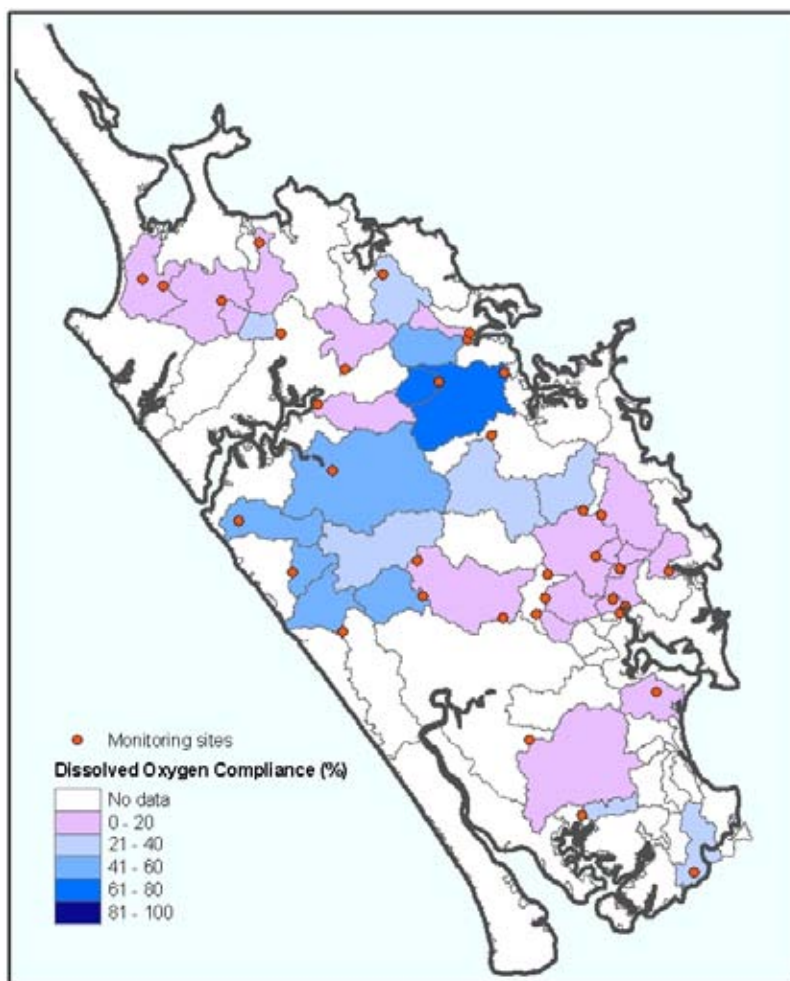 Monitoring sites
Dissolved Oxygen Compliance (%)
No data
0 - 20
21 - 40
41 - 60
61 - 80
81 - 100